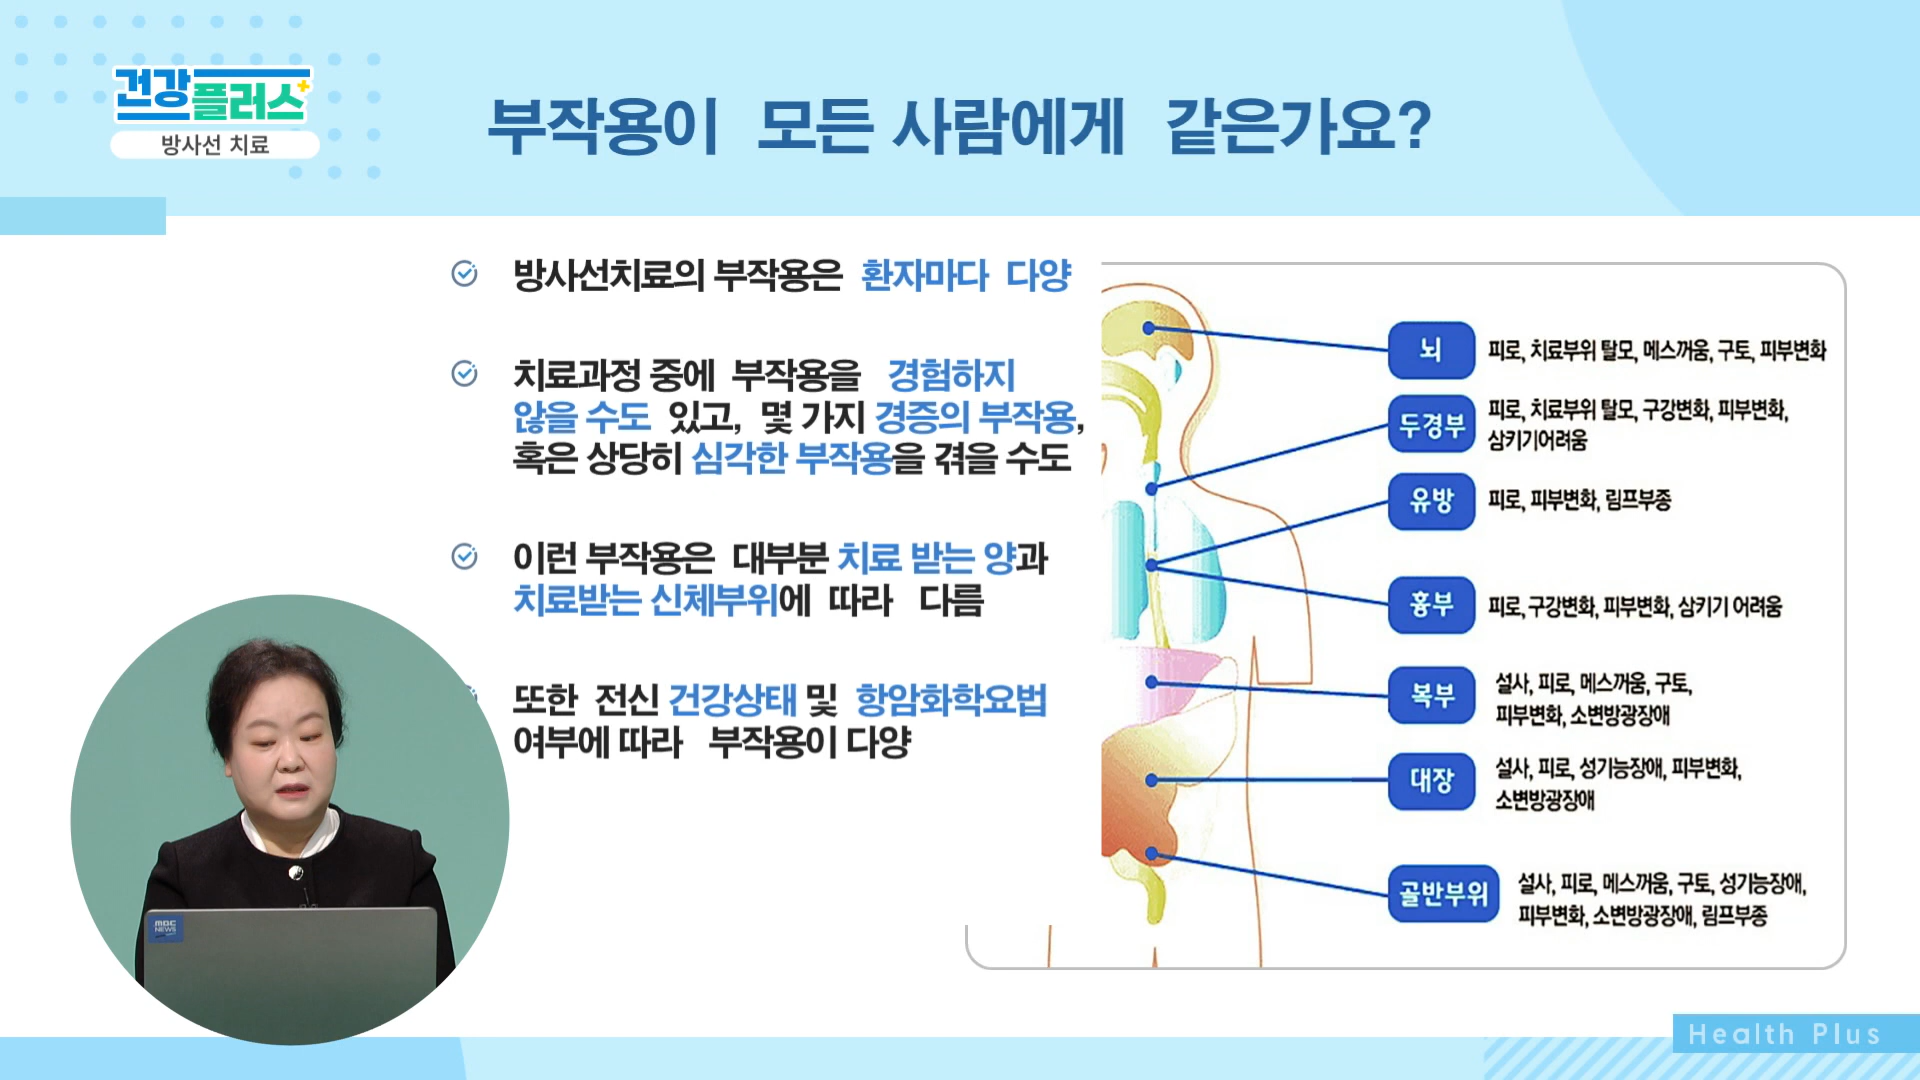 건강플러스
방사선 치료
부작용이 모든 사람에게 같은가요?
방사선치료의 부작용은 환자마다 다양
치료과정 중에 부작용을 경험하지
않을 수도 있고, 몇 가지 경증의 부작용,
혹은 상당히 심각한 부작용을 겪을 수도
이런 부작용은 대부분 치료 받는 양과
치료받는 신체부위에 따라 다름
또한 전신 건강상태 및 항암화학요법
여부에 따라 부작용이 다양
뇌 피로, 치료부위 탈모, 메스꺼움, 구토, 피부변화
두경부 피로, 치료부위 탈모, 구강변화, 피부변화,
삼키기어려움
유방 피로, 피부변화, 림프부종
흉부 피로, 구강변화, 피부변화, 삼키기 어려움
복부 설사, 피로, 메스꺼움, 구토,
피부변화, 소변방광장애
대장 설사, 피로, 성기능장애, 피부변화,
소변방광장애
골반부위 설사, 피로, 메스꺼움, 구토, 성기능장애,
피부변화, 소변방광장애, 림프부종
MBC
NEWS
Health Plus